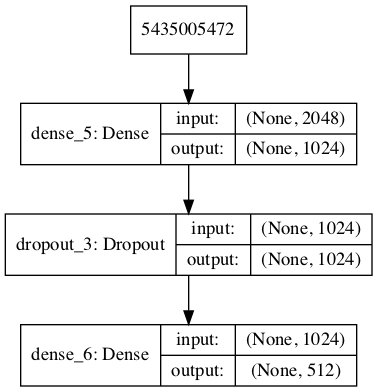 5435005472
dense_5: Dense
input:
(None, 2048)
output:
(None, 1024)
dropout_3: Dropout
input:
(None, 1024)
output:
(None, 1024)
dense_6: Dense
input:
(None, 1024)
output:
(None, 512)